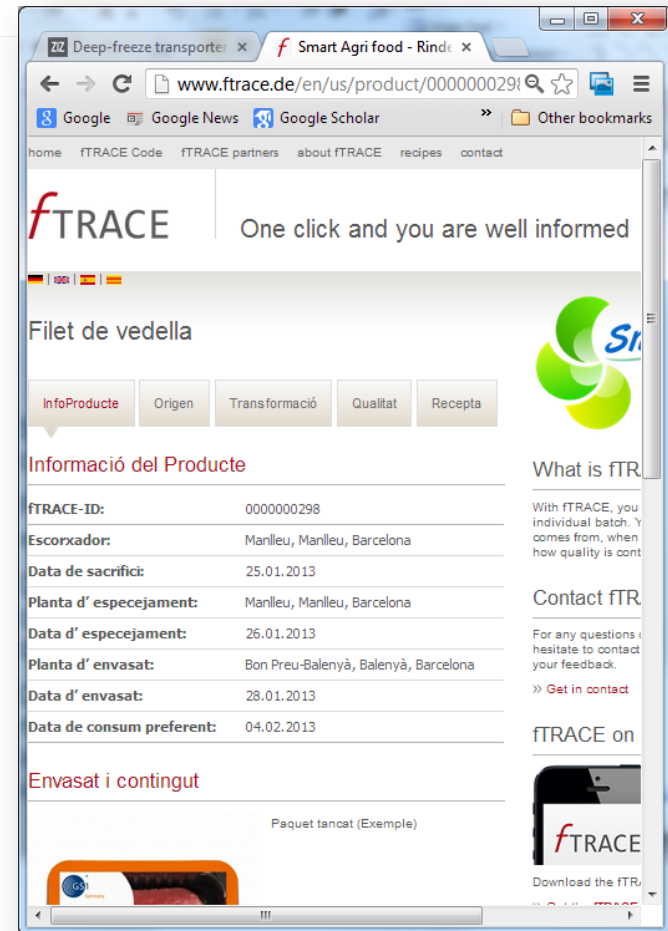 Deep-freeze transporter
Smart Agri food - Rinde
www.ftrace.de/en/us/product/0000000298
Google Google News Google Scholar » Other bookmarks
home fTRACE Code fTRACE partners about fTRACE recipes contact
fTRACE One click and you are well informed
Filet de vedella
InfoProducte Origen Transformació Qualitat Recepta
Informació del Producte
fTRACE-ID: 0000000298
Escorxador: Manlleu, Manlleu, Barcelona
Data de sacrifici: 25.01.2013
Planta d' especejament: Manlleu, Manlleu, Barcelona
Data d' especejament: 26.01.2013
Planta d' envasat: Bon Preu-Balenyà, Balenyà, Barcelona
Data d' envasat: 28.01.2013
Data de consum preferent: 04.02.2013
Envasat i contingut
Paquet tancat (Exemple)
GS1
Germany
What is fTR
With fTRACE, you
individual batch. Y
comes from, when
how quality is cont
Contact fTR
For any questions
hesitate to contact
your feedback.
» Get in contact
fTRACE on
fTRACE
Download the fTR